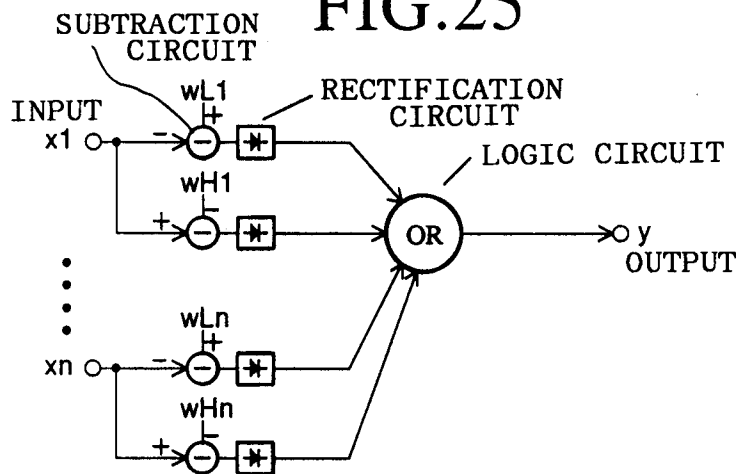 FIG.25
SUBTRACTION
CIRCUIT
wL1
RECTIFICATION
CIRCUIT
INPUT
x1
+
−
−
LOGIC CIRCUIT
wH1
−
+
−
OR
y
OUTPUT
wLn
+
xn
−
−
wHn
−
+
−